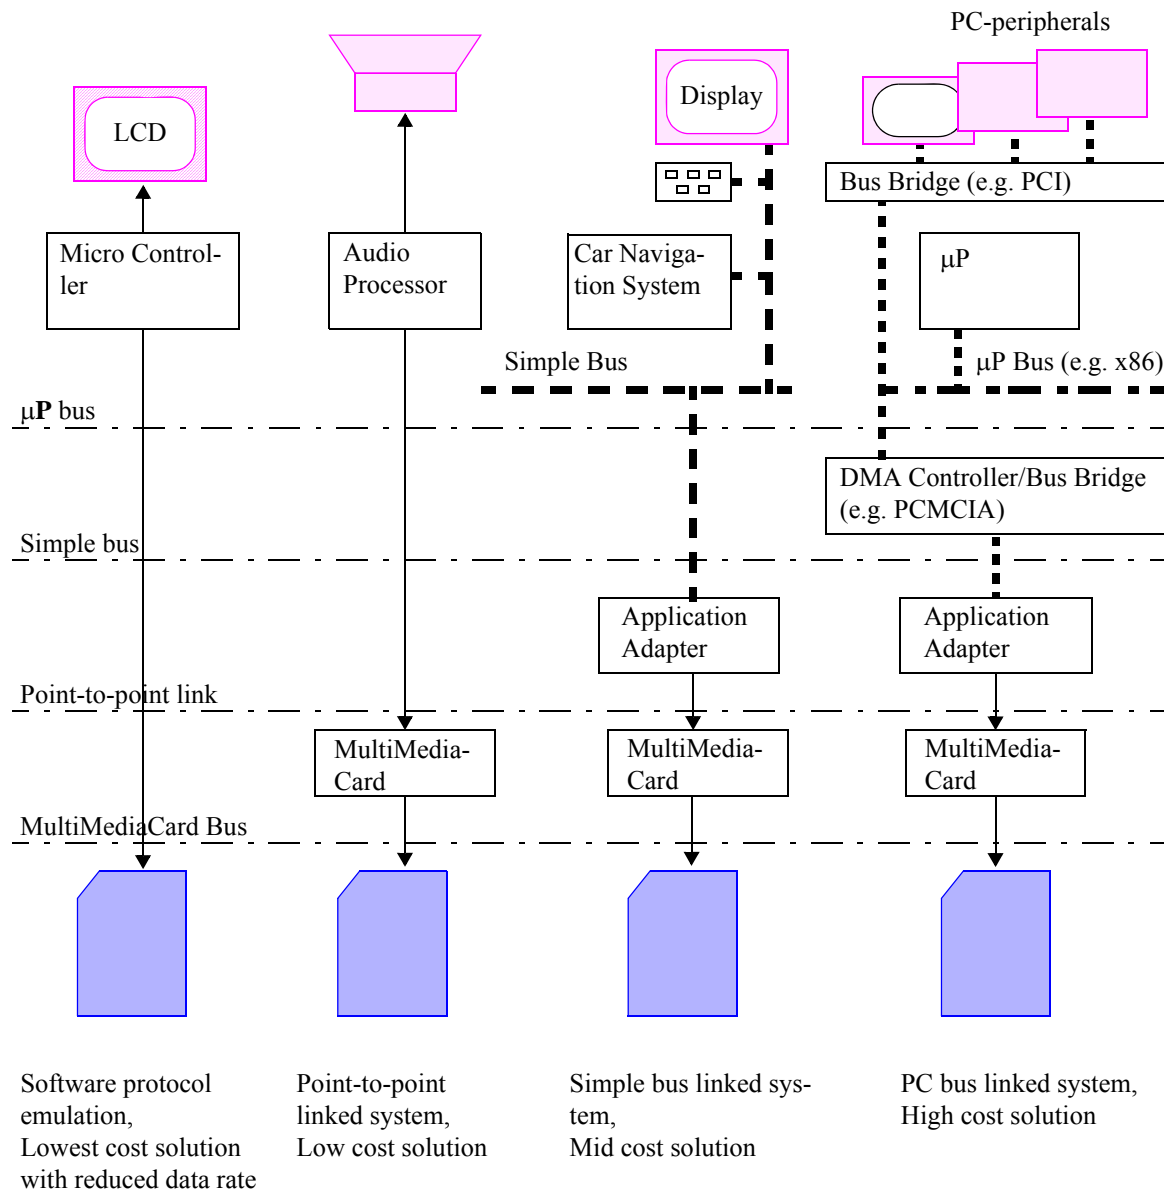 PC-peripherals
LCD
Display
Bus Bridge (e.g. PCI)
Micro Control-
ler
Audio
Processor
Car Naviga-
tion System
μP
Simple Bus
μP Bus (e.g. x86)
μP bus
DMA Controller/Bus Bridge
(e.g. PCMCIA)
Simple bus
Application
Adapter
Application
Adapter
Point-to-point link
MultiMedia-
Card
MultiMedia-
Card
MultiMedia-
Card
MultiMediaCard Bus
Software protocol
emulation,
Lowest cost solution
with reduced data rate
Point-to-point
linked system,
Low cost solution
Simple bus linked sys-
tem,
Mid cost solution
PC bus linked system,
High cost solution